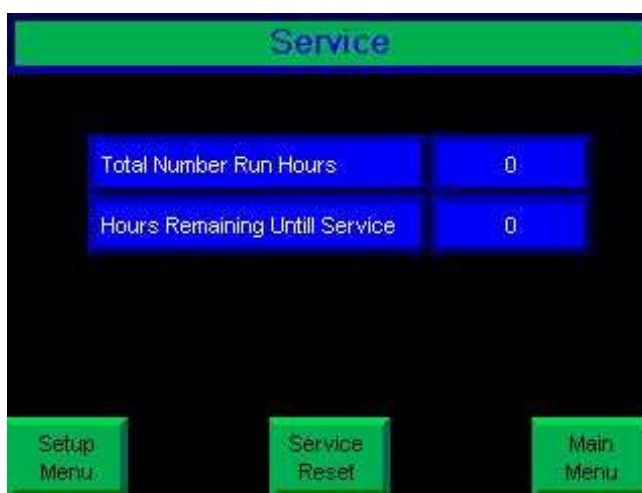 Service
Total Number Run Hours 0
Hours Remaining Untill Service 0
Setup Service Main
Menu Reset Menu